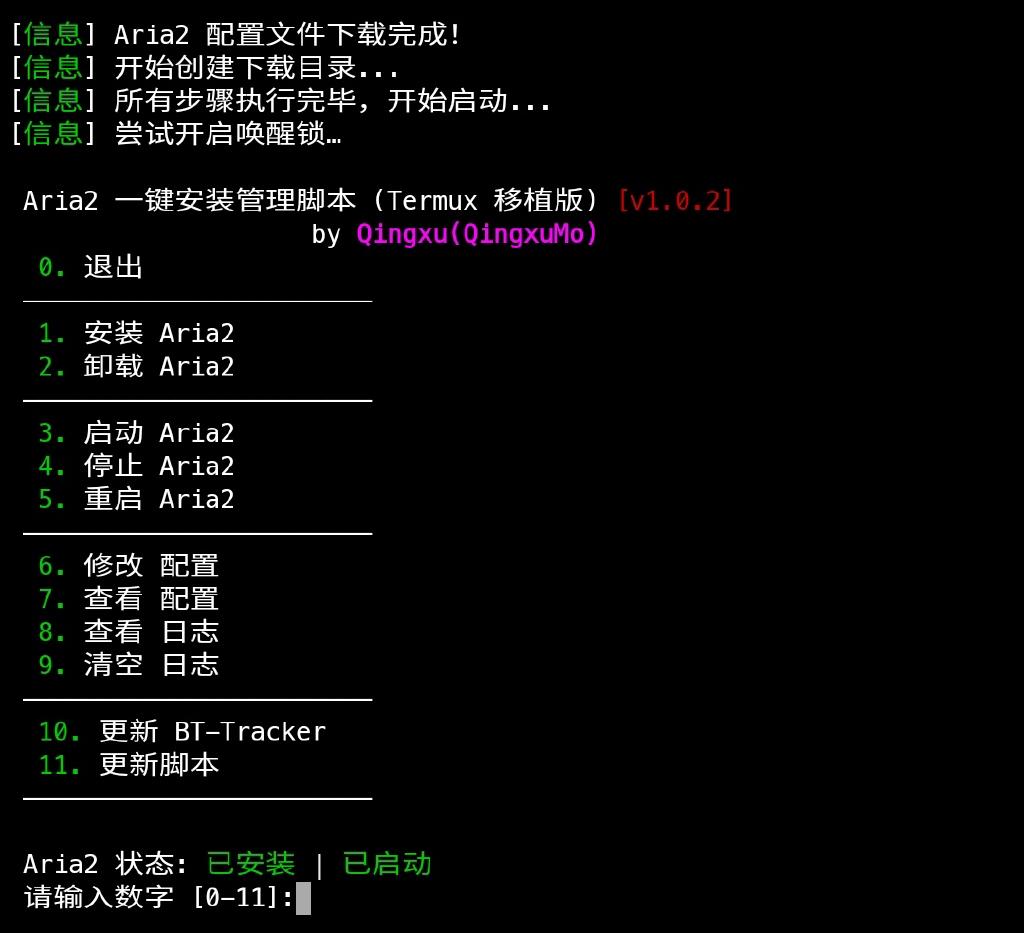 [信息] Aria2 配置文件下载完成！
[信息] 开始创建下载目录...
[信息] 所有步骤执行完毕，开始启动...
[信息] 尝试开启唤醒锁…
Aria2 一键安装管理脚本 (Termux 移植版) [v1.0.2]
by Qingxu(QingxuMo)
0. 退出
1. 安装 Aria2
2. 卸载 Aria2
3. 启动 Aria2
4. 停止 Aria2
5. 重启 Aria2
6. 修改 配置
7. 查看 配置
8. 查看 日志
9. 清空 日志
10. 更新 BT-Tracker
11. 更新脚本
Aria2 状态: 已安装 | 已启动
请输入数字 [0-11]: